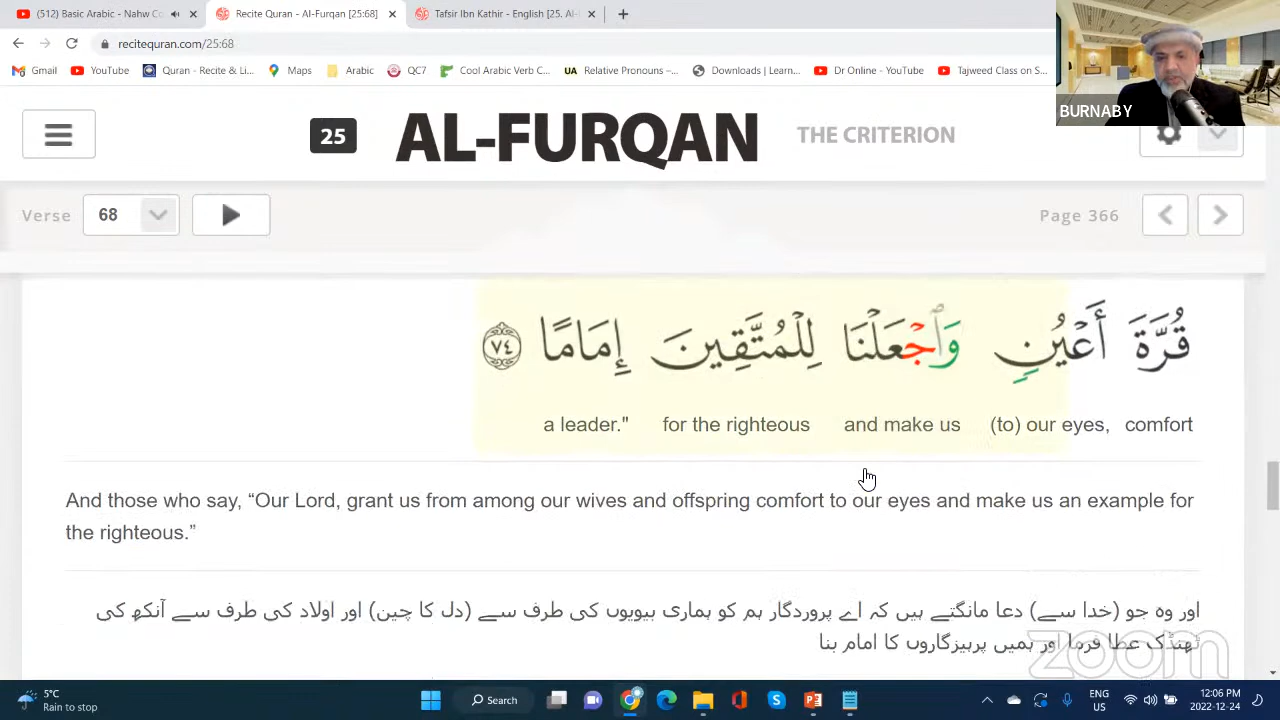 (512) Basic Arabic - Nahw Co
Recite Quran - Al-Furqan [25:68]
Tafsir Ibn Kathir - English [25. Al-
recitequran.com/25:68
Gmail
YouTube
Quran - Recite & Li...
Maps
Arabic
QCT
Cool Arabic Verb C...
UA Relative Pronouns –...
Downloads | Learn...
Dr Online - YouTube
Tajweed Class on S...
BURNABY
25 AL-FURQAN THE CRITERION
Verse 68
Page 366
قُرَّةَ أَعْيُنٍ وَٱجْعَلْنَا لِلْمُتَّقِينَ إِمَامًا ٧٤
a leader." for the righteous and make us (to) our eyes, comfort
And those who say, “Our Lord, grant us from among our wives and offspring comfort to our eyes and make us an example for
the righteous.”
اور وہ جو (خدا سے) دعا مانگتے ہیں کہ اے پروردگار ہم کو ہماری بیویوں کی طرف سے (دل کا چین) اور اولاد کی طرف سے آنکھ کی
ٹھنڈک عطا فرما اور ہمیں پرہیزگاروں کا امام بنا
zoom
5°C
Rain to stop
Search
ENG
US
12:06 PM
2022-12-24